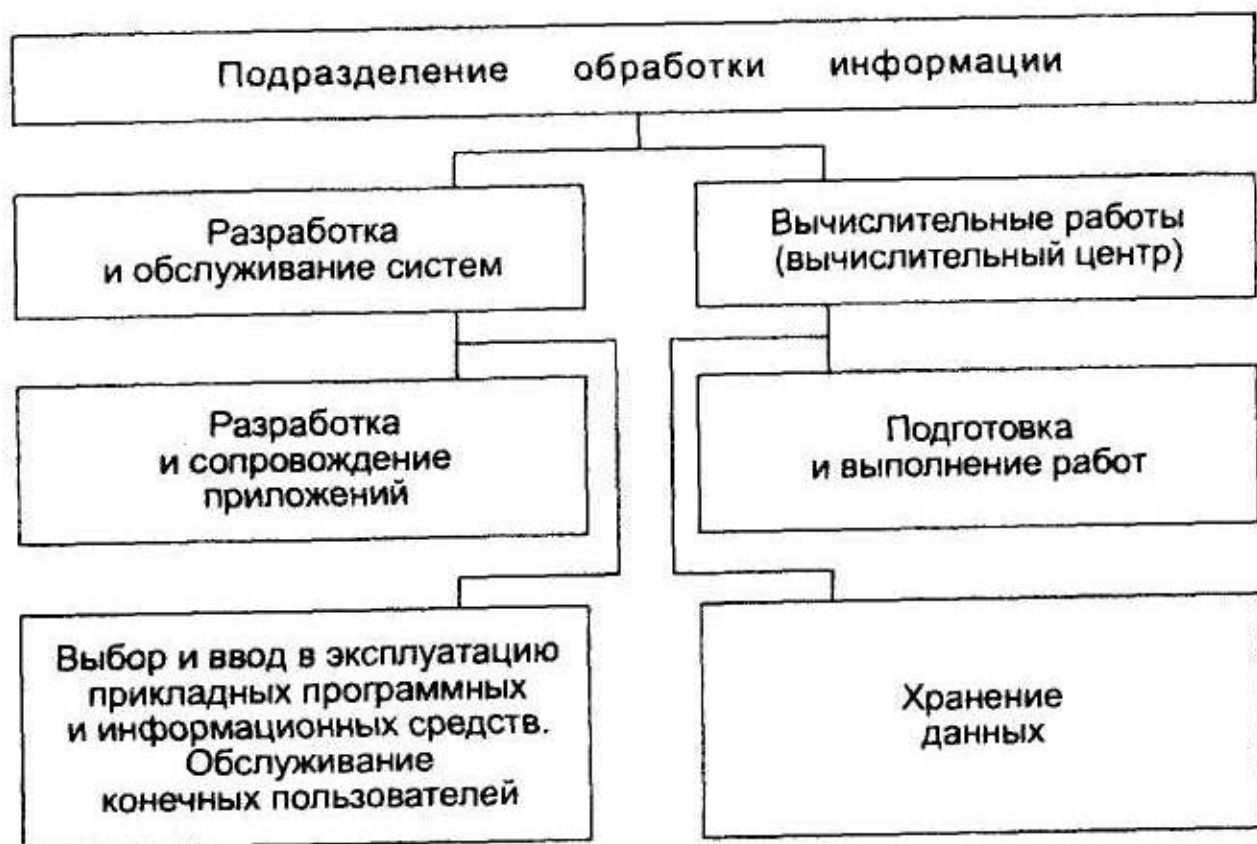 Подразделение обработки информации
Разработка
и обслуживание систем
Вычислительные работы
(вычислительный центр)
Разработка
и сопровождение
приложений
Подготовка
и выполнение работ
Выбор и ввод в эксплуатацию
прикладных программных
и информационных средств.
Обслуживание
конечных пользователей
Хранение
данных